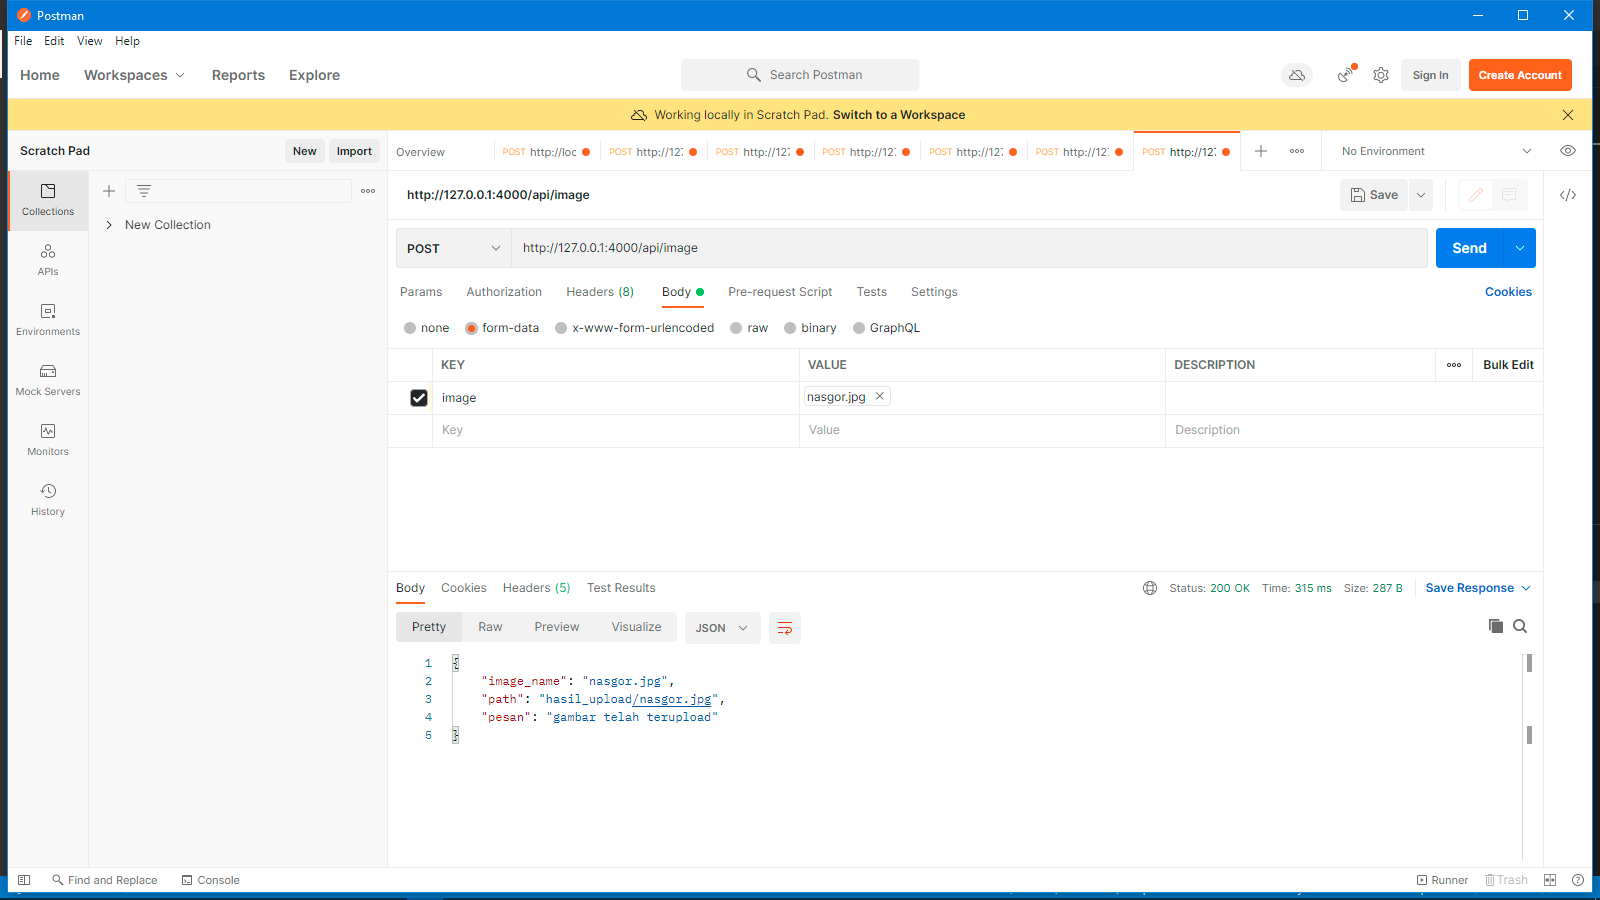 Postman
File Edit View Help
Home Workspaces Reports Explore Search Postman Sign In Create Account
Working locally in Scratch Pad. Switch to a Workspace
Scratch Pad New Import Overview POST http://loc POST http://127 POST http://127 POST http://127 POST http://127 POST http://127 POST http://127 No Environment
http://127.0.0.1:4000/api/image Save
Collections
New Collection
POST http://127.0.0.1:4000/api/image Send
APIs
Params Authorization Headers (8) Body Pre-request Script Tests Settings Cookies
Environments
none form-data x-www-form-urlencoded raw binary GraphQL
KEY VALUE DESCRIPTION Bulk Edit
Mock Servers
image nasgor.jpg
Key Value Description
Monitors
History
Body Cookies Headers (5) Test Results Status: 200 OK Time: 315 ms Size: 287 B Save Response
Pretty Raw Preview Visualize JSON
1 {
2 "image_name": "nasgor.jpg",
3 "path": "hasil_upload/nasgor.jpg",
4 "pesan": "gambar telah terupload"
5 }
Find and Replace Console Runner Trash